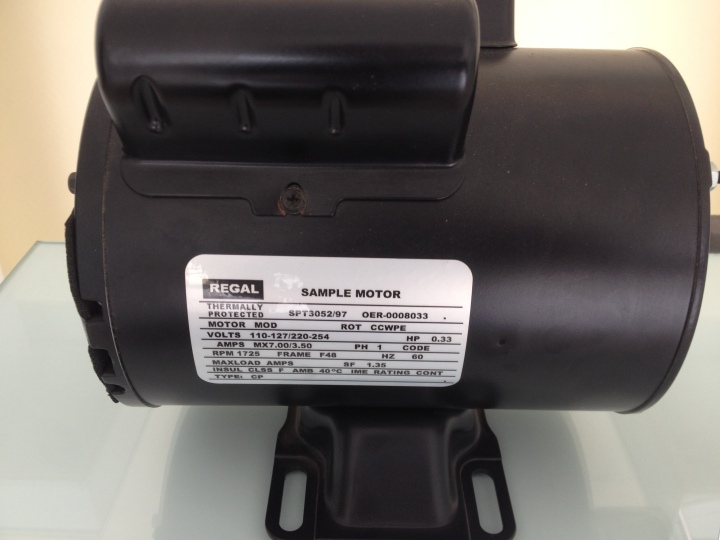 REGAL SAMPLE MOTOR
THERMALLY
PROTECTED SPT3052/97 OER-0008033 .
MOTOR MOD ROT CCWPE
VOLTS 110-127/220-254 HP 0.33
AMPS MX7.00/3.50 PH 1 CODE
RPM 1725 FRAME F48 HZ 60
MAXLOAD AMPS SF 1.35
INSUL CLSS F AMB 40°C IME RATING CONT
TYPE: CP